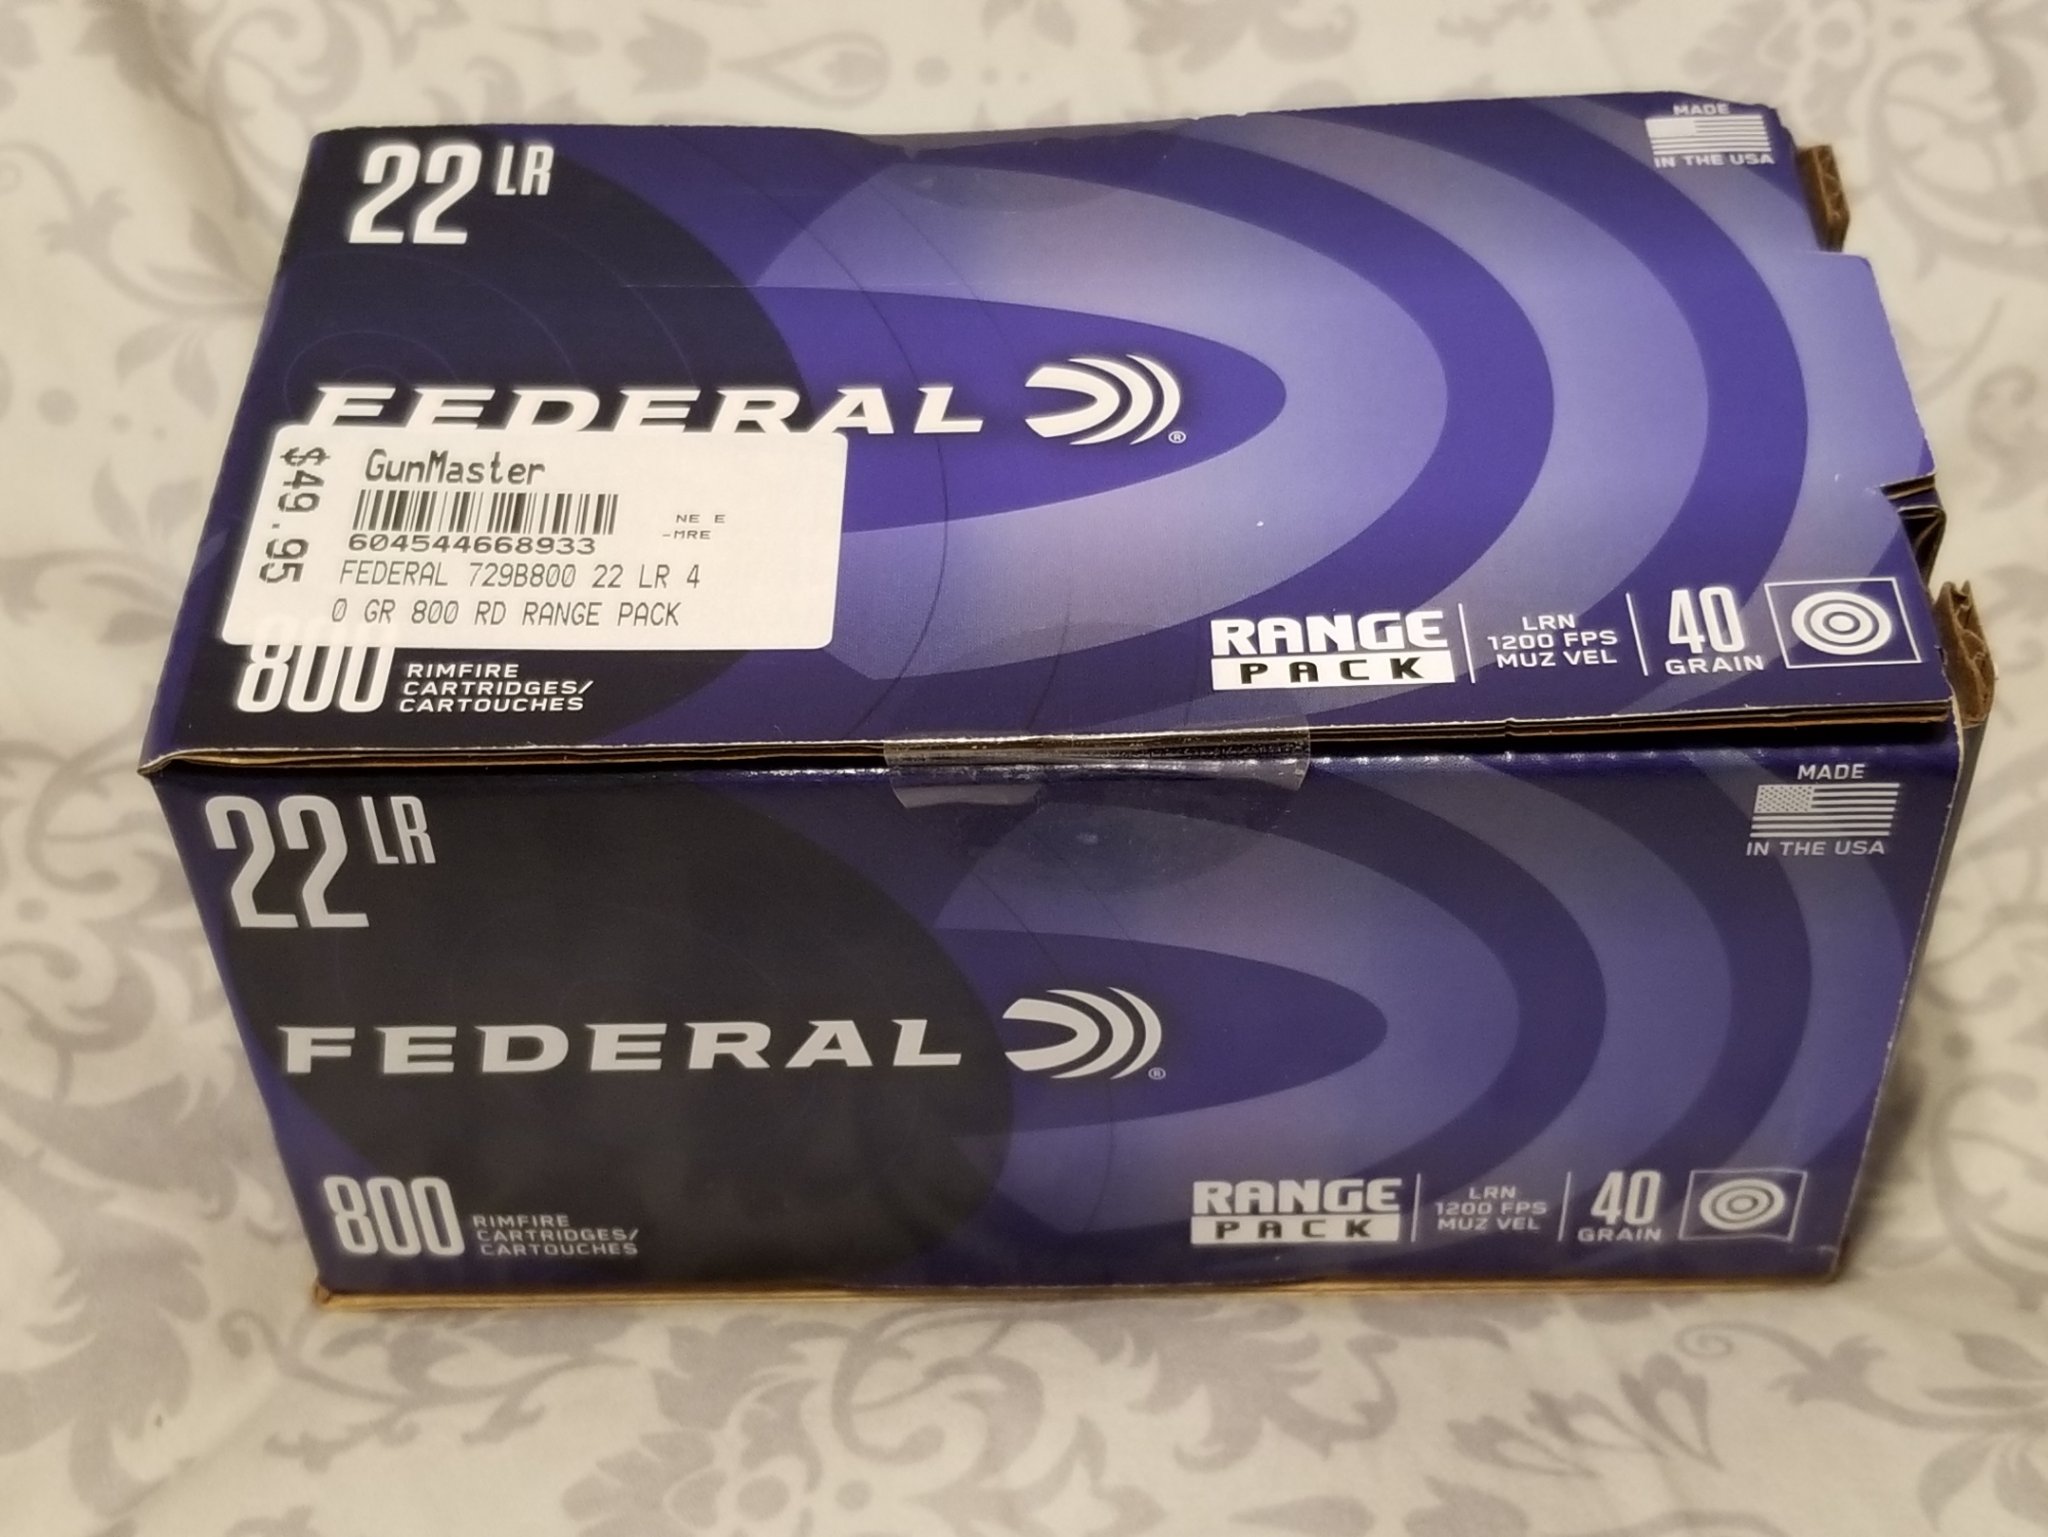 22 LR
MADE
IN THE USA
FEDERAL
®
$49.95
GunMaster
NE E
-MRE
604544668933
FEDERAL 729B800 22 LR 4
0 GR 800 RD RANGE PACK
800 RIMFIRE
CARTRIDGES/
CARTOUCHES
RANGE
PACK
LRN
1200 FPS
MUZ VEL
40
GRAIN
22 LR
MADE
IN THE USA
FEDERAL
®
800 RIMFIRE
CARTRIDGES/
CARTOUCHES
RANGE
PACK
LRN
1200 FPS
MUZ VEL
40
GRAIN